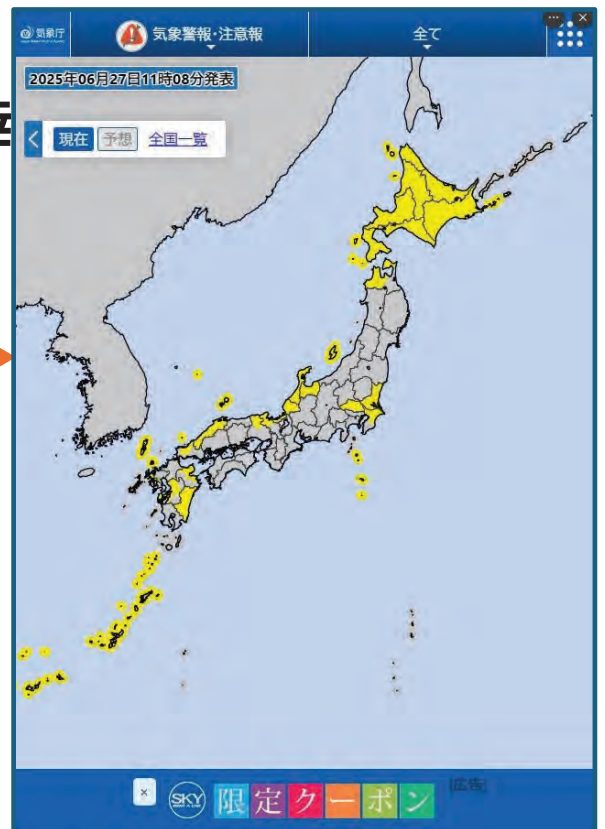 気象庁
気象警報・注意報
全て
2025年06月27日11時08分発表
現在
予想
全国一覧
SKY
限定クーポン
[広告]